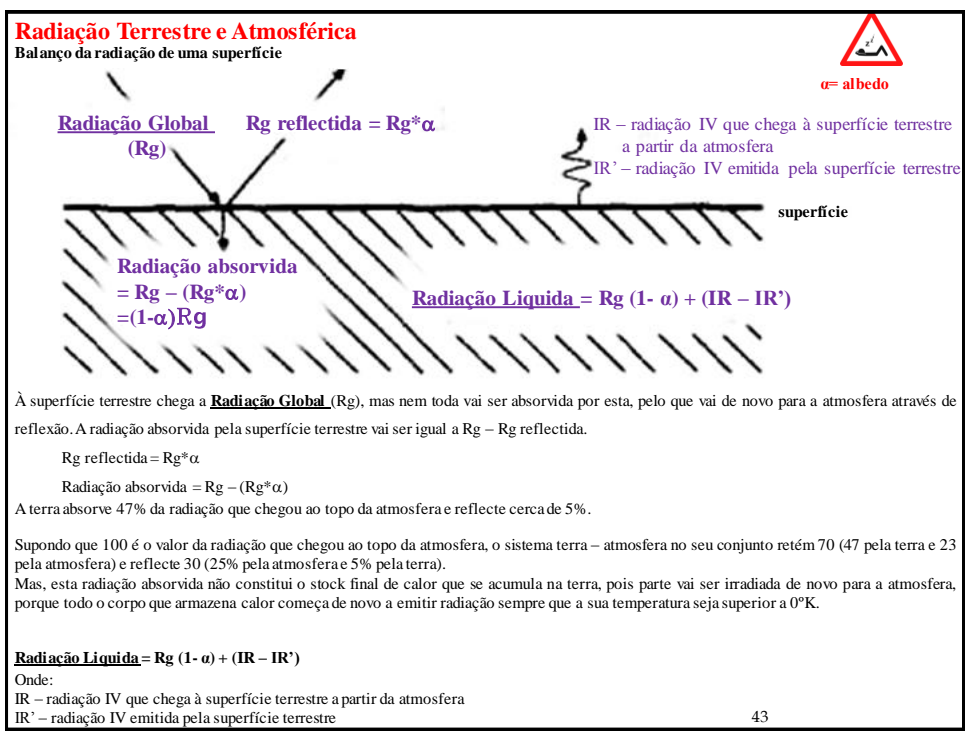 Radiação Terrestre e Atmosférica
Balanço da radiação de uma superfície
α= albedo
Radiação Global
(Rg)
Rg reflectida = Rg*α
IR – radiação IV que chega à superfície terrestre
a partir da atmosfera
IR’ – radiação IV emitida pela superfície terrestre
superfície
Radiação absorvida
= Rg – (Rg*α)
=(1-α)Rg
Radiação Liquida = Rg (1- α) + (IR – IR’)
À superfície terrestre chega a Radiação Global (Rg), mas nem toda vai ser absorvida por esta, pelo que vai de novo para a atmosfera através de
reflexão. A radiação absorvida pela superfície terrestre vai ser igual a Rg – Rg reflectida.
Rg reflectida = Rg*α
Radiação absorvida = Rg – (Rg*α)
A terra absorve 47% da radiação que chegou ao topo da atmosfera e reflecte cerca de 5%.
Supondo que 100 é o valor da radiação que chegou ao topo da atmosfera, o sistema terra – atmosfera no seu conjunto retém 70 (47 pela terra e 23
pela atmosfera) e reflecte 30 (25% pela atmosfera e 5% pela terra).
Mas, esta radiação absorvida não constitui o stock final de calor que se acumula na terra, pois parte vai ser irradiada de novo para a atmosfera,
porque todo o corpo que armazena calor começa de novo a emitir radiação sempre que a sua temperatura seja superior a 0ºK.
Radiação Liquida = Rg (1- α) + (IR – IR’)
Onde:
IR – radiação IV que chega à superfície terrestre a partir da atmosfera
IR’ – radiação IV emitida pela superfície terrestre
43